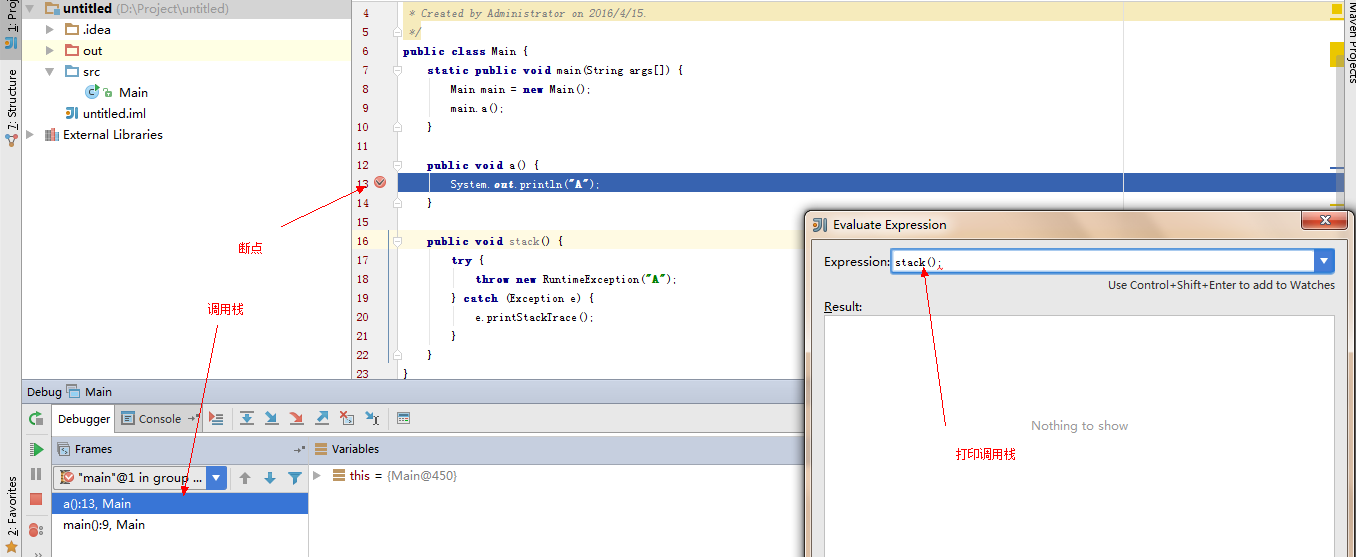 1: Proj
untitled (D:\Project\untitled)
.idea
out
src
Main
untitled.iml
External Libraries
7: Structure
2: Favorites
Maven Projects
4 * Created by Administrator on 2016/4/15.
5 */
6 public class Main {
7 static public void main(String args[]) {
8 Main main = new Main();
9 main.a();
10 }
11
12 public void a() {
13 System.out.println("A");
14 }
15
16 public void stack() {
17 try {
18 throw new RuntimeException("A");
19 } catch (Exception e) {
20 e.printStackTrace();
21 }
22 }
23 }
断点
调用栈
Evaluate Expression
Expression: stack();
Use Control+Shift+Enter to add to Watches
Result:
Nothing to show
打印调用栈
Debug Main
Debugger Console
Frames Variables
"main"@1 in group ...
this = {Main@450}
a():13, Main
main():9, Main